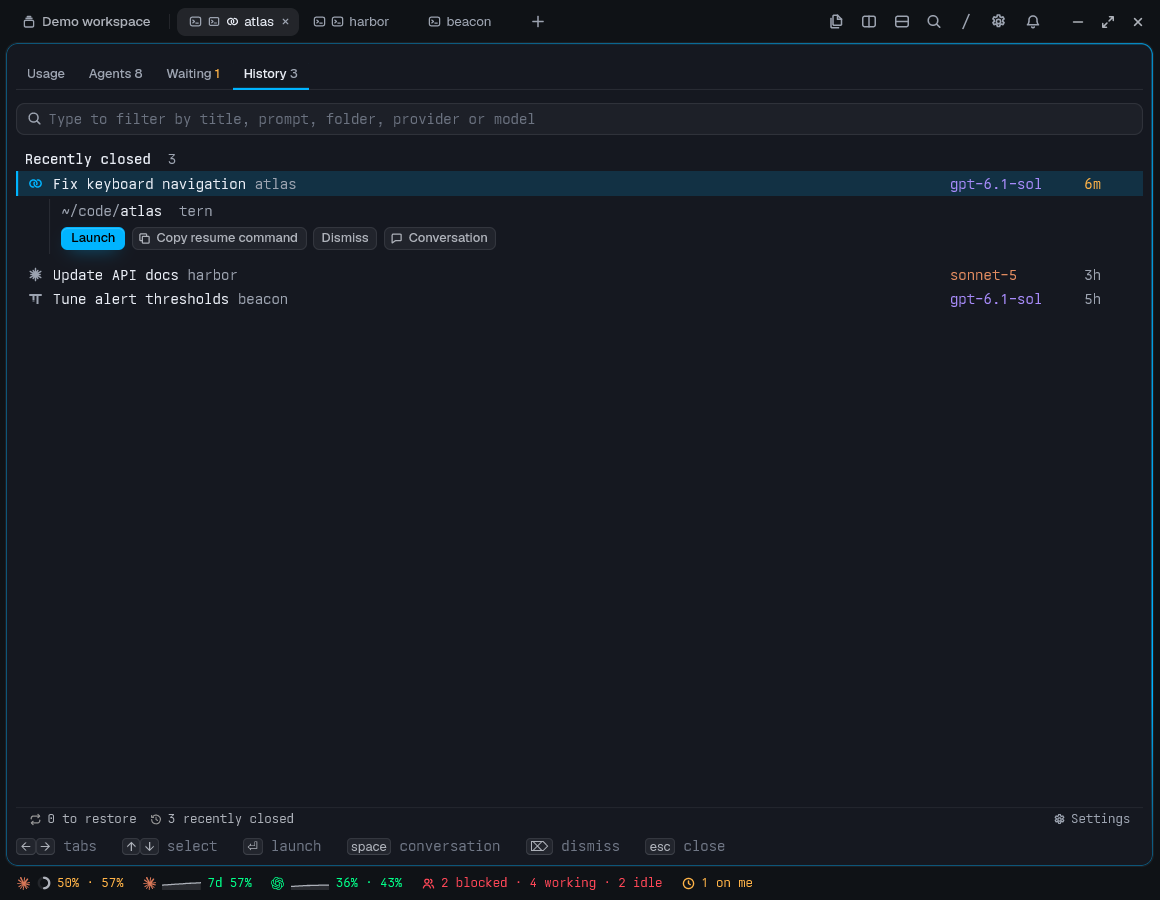 Demo workspace atlas × harbor beacon +
Usage Agents 8 Waiting 1 History 3
Type to filter by title, prompt, folder, provider or model
Recently closed 3
Fix keyboard navigation atlas gpt-6.1-sol 6m
~/code/atlas tern
Launch Copy resume command Dismiss Conversation
Update API docs harbor sonnet-5 3h
Tune alert thresholds beacon gpt-6.1-sol 5h
0 to restore 3 recently closed Settings
← → tabs ↑ ↓ select ⏎ launch space conversation ⌦ dismiss esc close
50% · 57% 7d 57% 36% · 43% 2 blocked · 4 working · 2 idle 1 on me